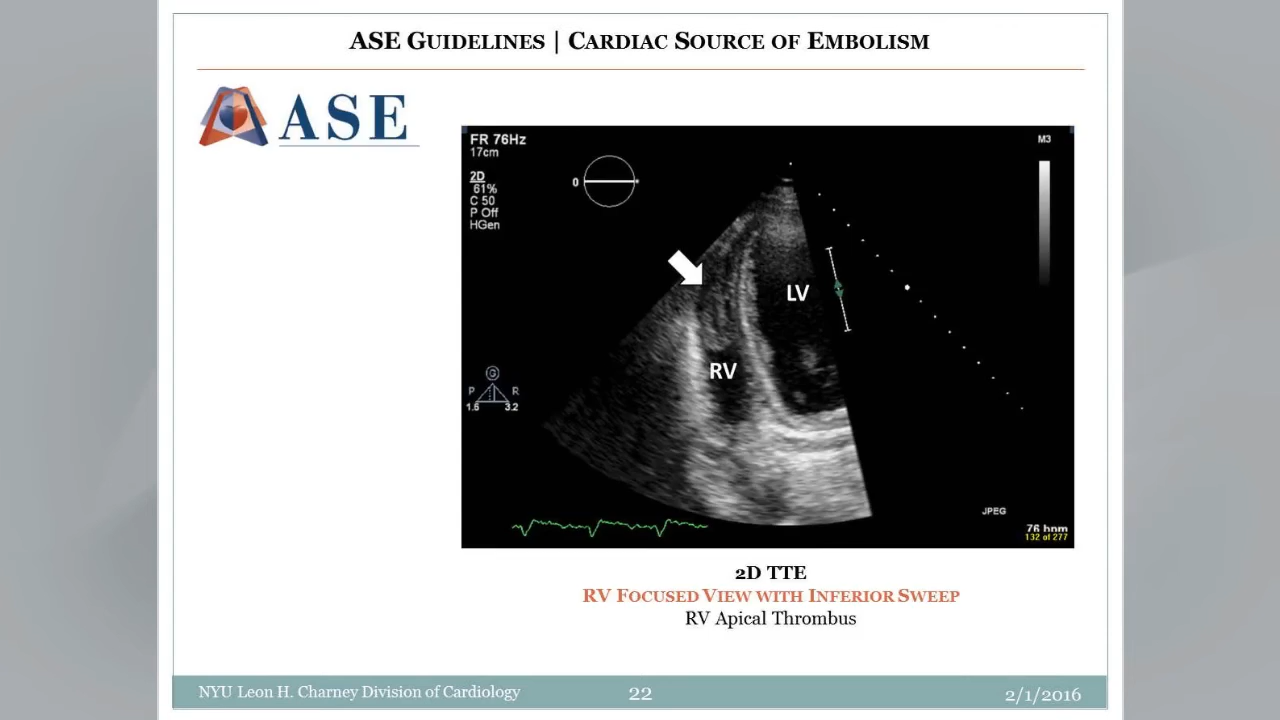 ASE GUIDELINES | CARDIAC SOURCE OF EMBOLISM
ASE
FR 76Hz
17cm
2D
61%
C 50
P Off
HGen
0
M3
LV
RV
G
P R
1.6 3.2
JPEG
76 bpm
132 of 277
2D TTE
RV FOCUSED VIEW WITH INFERIOR SWEEP
RV Apical Thrombus
NYU Leon H. Charney Division of Cardiology
22
2/1/2016